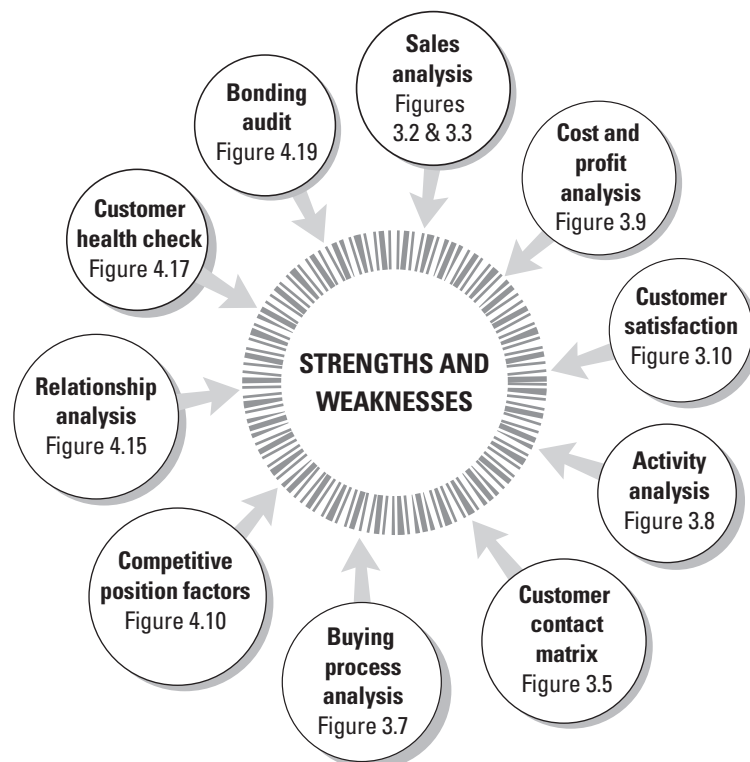 Sales
analysis
Figures
3.2 & 3.3
Cost and
profit
analysis
Figure 3.9
Customer
satisfaction
Figure 3.10
Activity
analysis
Figure 3.8
Customer
contact
matrix
Figure 3.5
Buying
process
analysis
Figure 3.7
Competitive
position factors
Figure 4.10
Relationship
analysis
Figure 4.15
Customer
health check
Figure 4.17
Bonding
audit
Figure 4.19
STRENGTHS AND
WEAKNESSES